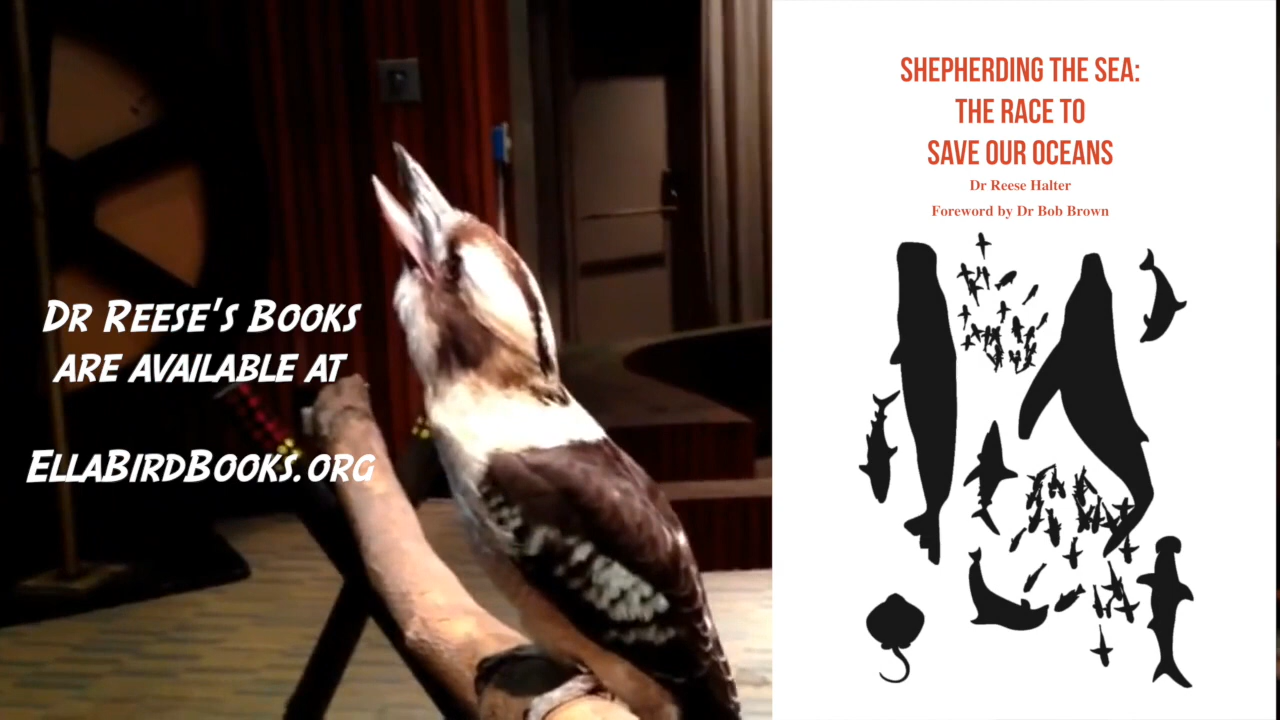 Dr Reese's Books
are available at
EllaBirdBooks.org
SHEPHERDING THE SEA:
THE RACE TO
SAVE OUR OCEANS
Dr Reese Halter
Foreword by Dr Bob Brown